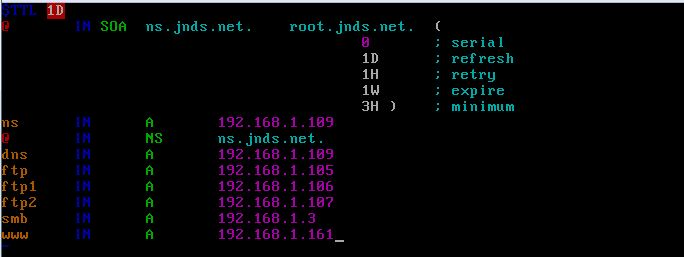 $TTL 1D
@ IN SOA ns.jnds.net. root.jnds.net. (
0 ; serial
1D ; refresh
1H ; retry
1W ; expire
3H ) ; minimum
ns IN A 192.168.1.109
@ IN NS ns.jnds.net.
dns IN A 192.168.1.109
ftp IN A 192.168.1.105
ftp1 IN A 192.168.1.106
ftp2 IN A 192.168.1.107
smb IN A 192.168.1.3
www IN A 192.168.1.161
~